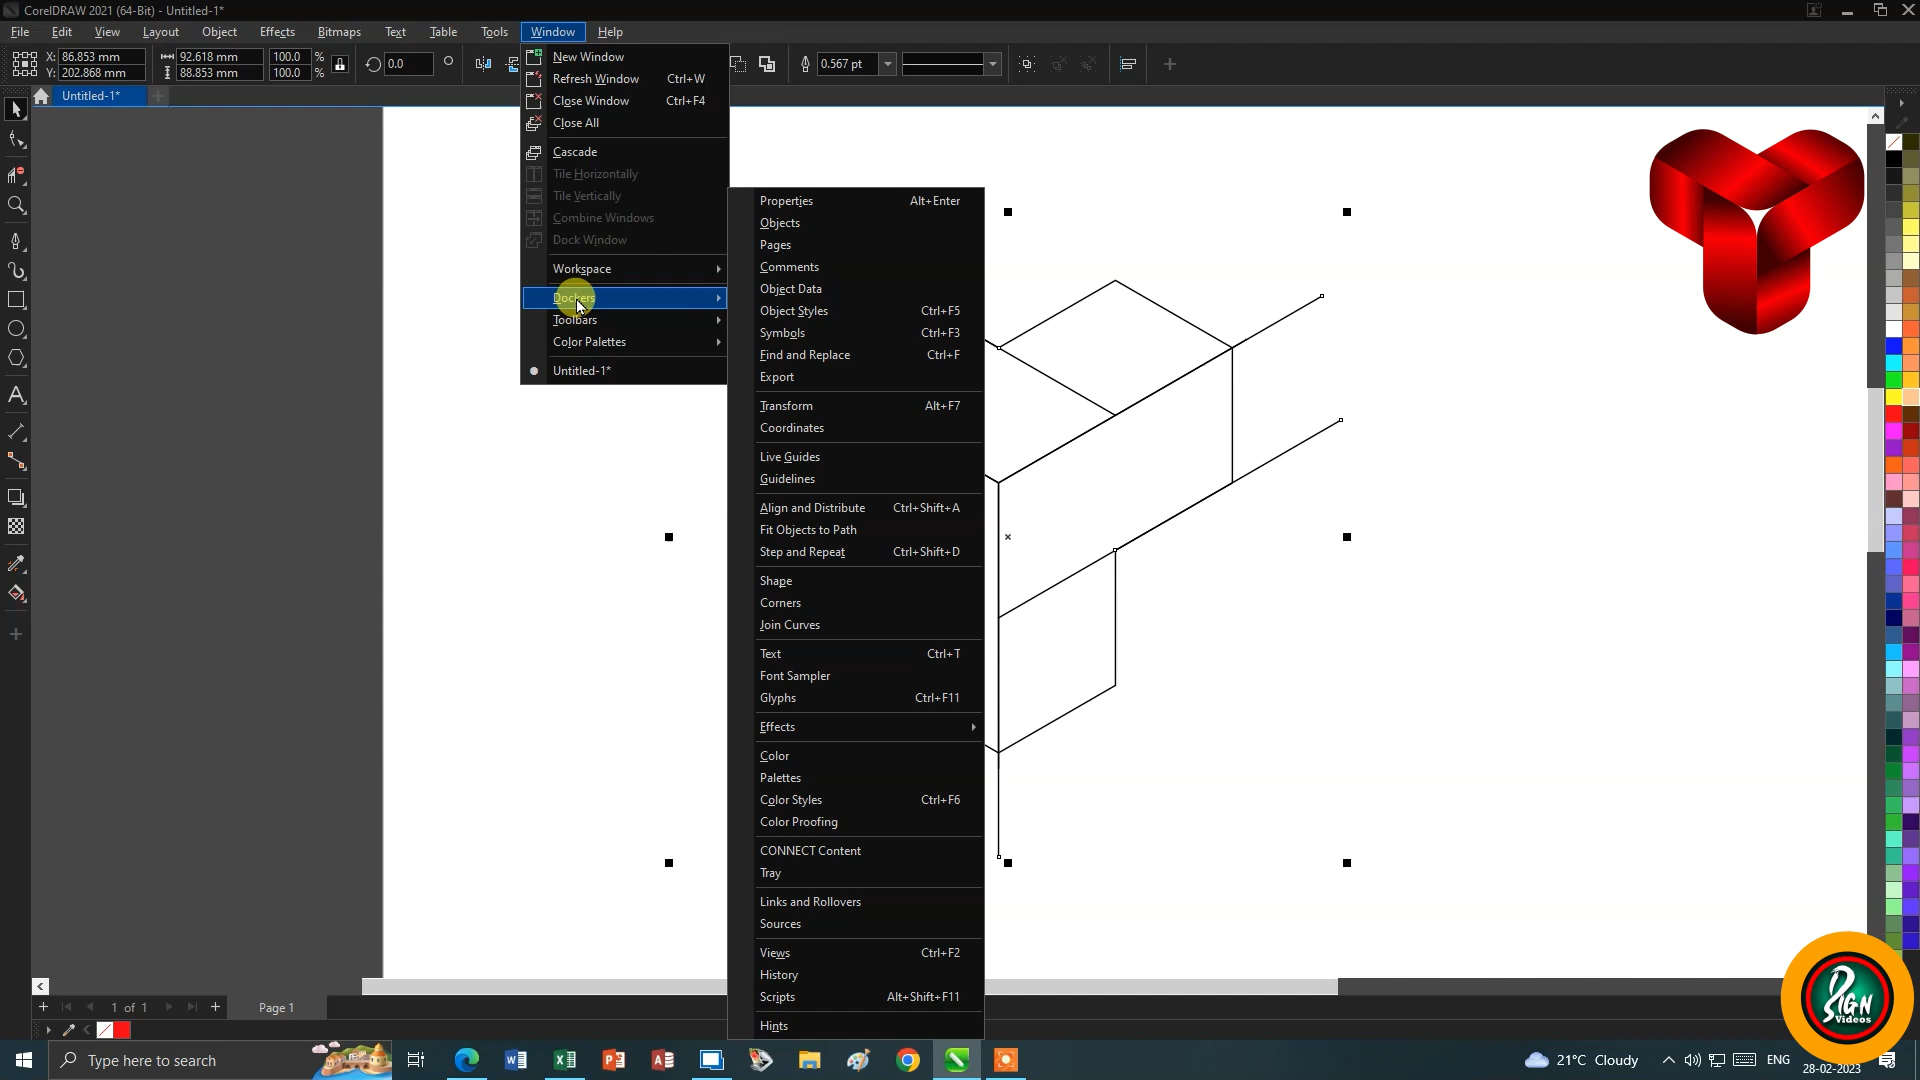 CorelDRAW 2021 (64-Bit) - Untitled-1*
File Edit View Layout Object Effects Bitmaps Text Table Tools Window Help
X: 86.853 mm 92.618 mm 100.0 % 0.0 0.567 pt
Y: 202.868 mm 88.853 mm 100.0 %
Untitled-1*
New Window
Refresh Window Ctrl+W
Close Window Ctrl+F4
Close All
Cascade
Tile Horizontally
Tile Vertically
Combine Windows
Dock Window
Workspace
Dockers
Toolbars
Color Palettes
Untitled-1*
Properties Alt+Enter
Objects
Pages
Comments
Object Data
Object Styles Ctrl+F5
Symbols Ctrl+F3
Find and Replace Ctrl+F
Export
Transform Alt+F7
Coordinates
Live Guides
Guidelines
Align and Distribute Ctrl+Shift+A
Fit Objects to Path
Step and Repeat Ctrl+Shift+D
Shape
Corners
Join Curves
Text Ctrl+T
Font Sampler
Glyphs Ctrl+F11
Effects
Color
Palettes
Color Styles Ctrl+F6
Color Proofing
CONNECT Content
Tray
Links and Rollovers
Sources
Views Ctrl+F2
History
Scripts Alt+Shift+F11
Hints
1 of 1 Page 1
Type here to search
21°C Cloudy
ENG
28-02-2023
Videos